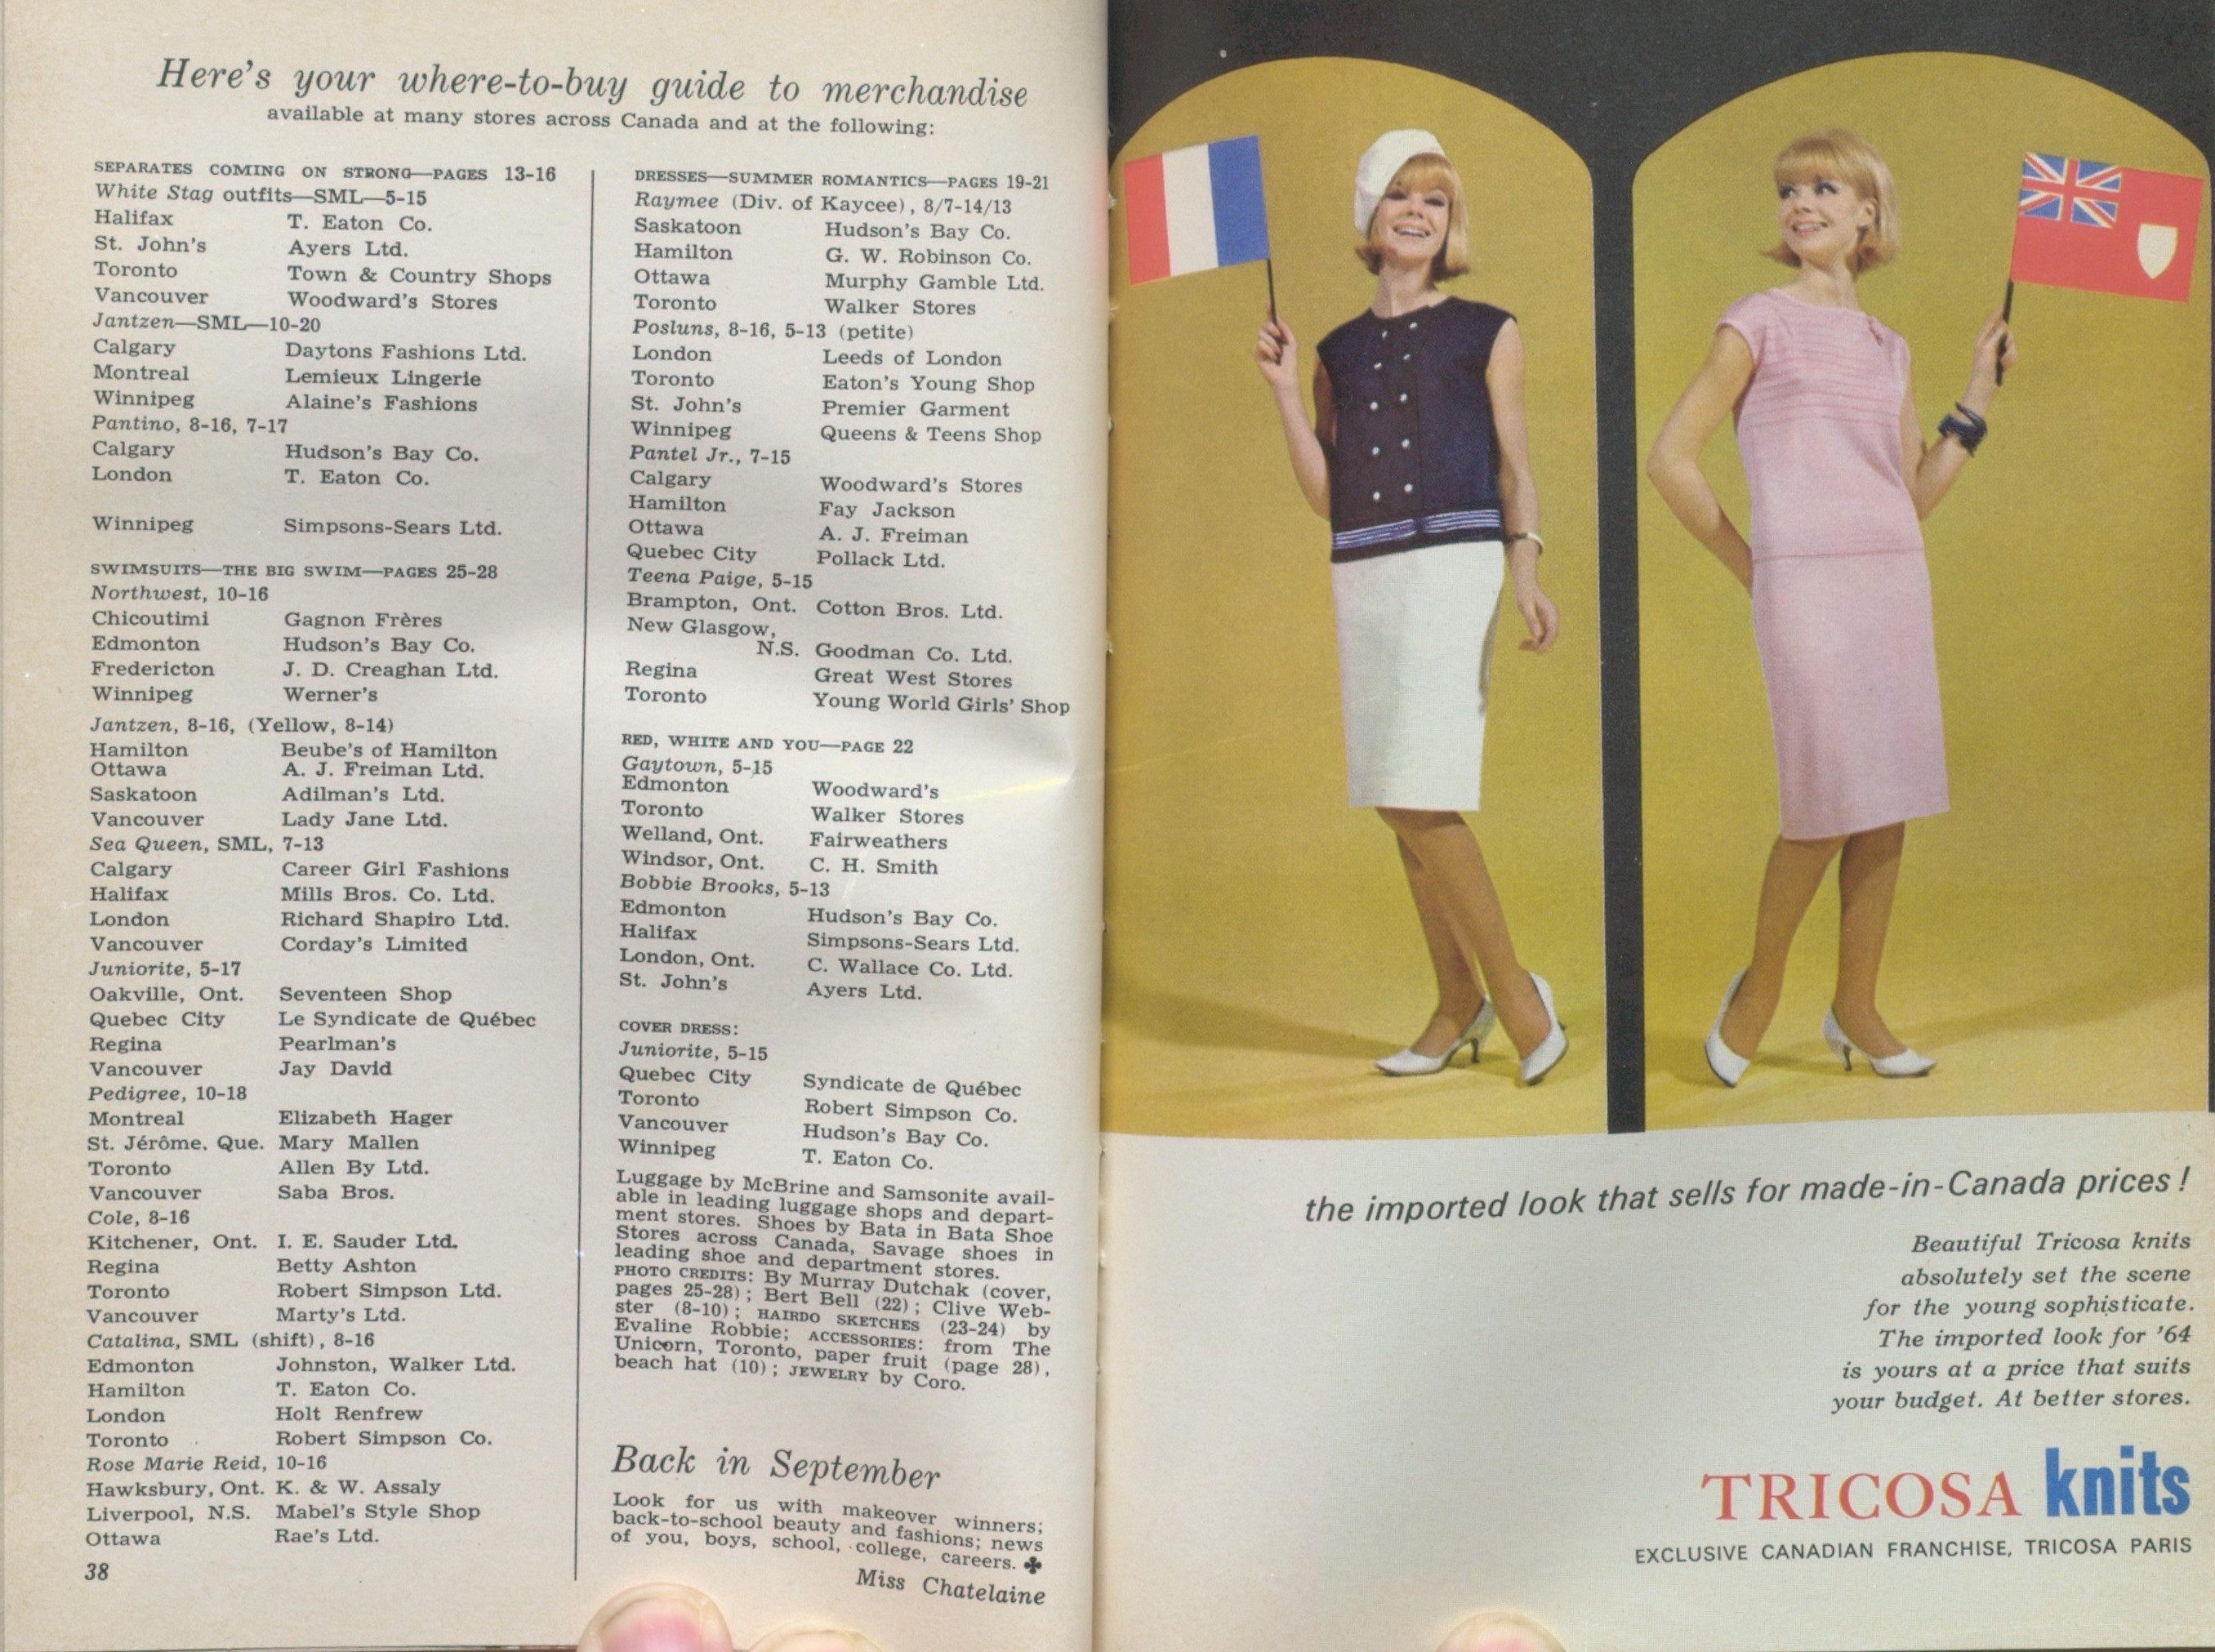 Here's your where-to-buy guide to merchandise
available at many stores across Canada and at the following:
SEPARATES COMING ON STRONG—PAGES 13-16
White Stag outfits—SML—5-15
Halifax T. Eaton Co.
St. John's Ayers Ltd.
Toronto Town & Country Shops
Vancouver Woodward's Stores
Jantzen—SML—10-20
Calgary Daytons Fashions Ltd.
Montreal Lemieux Lingerie
Winnipeg Alaine's Fashions
Pantino, 8-16, 7-17
Calgary Hudson's Bay Co.
London T. Eaton Co.
Winnipeg Simpsons-Sears Ltd.
SWIMSUITS—THE BIG SWIM—PAGES 25-28
Northwest, 10-16
Chicoutimi Gagnon Frères
Edmonton Hudson's Bay Co.
Fredericton J. D. Creaghan Ltd.
Winnipeg Werner's
Jantzen, 8-16, (Yellow, 8-14)
Hamilton Beube's of Hamilton
Ottawa A. J. Freiman Ltd.
Saskatoon Adilman's Ltd.
Vancouver Lady Jane Ltd.
Sea Queen, SML, 7-13
Calgary Career Girl Fashions
Halifax Mills Bros. Co. Ltd.
London Richard Shapiro Ltd.
Vancouver Corday's Limited
Juniorite, 5-17
Oakville, Ont. Seventeen Shop
Quebec City Le Syndicate de Québec
Regina Pearlman's
Vancouver Jay David
Pedigree, 10-18
Montreal Elizabeth Hager
St. Jérôme. Que. Mary Mallen
Toronto Allen By Ltd.
Vancouver Saba Bros.
Cole, 8-16
Kitchener, Ont. I. E. Sauder Ltd.
Regina Betty Ashton
Toronto Robert Simpson Ltd.
Vancouver Marty's Ltd.
Catalina, SML (shift), 8-16
Edmonton Johnston, Walker Ltd.
Hamilton T. Eaton Co.
London Holt Renfrew
Toronto Robert Simpson Co.
Rose Marie Reid, 10-16
Hawksbury, Ont. K. & W. Assaly
Liverpool, N.S. Mabel's Style Shop
Ottawa Rae's Ltd.
38
DRESSES—SUMMER ROMANTICS—PAGES 19-21
Raymee (Div. of Kaycee), 8/7-14/13
Saskatoon Hudson's Bay Co.
Hamilton G. W. Robinson Co.
Ottawa Murphy Gamble Ltd.
Toronto Walker Stores
Posluns, 8-16, 5-13 (petite)
London Leeds of London
Toronto Eaton's Young Shop
St. John's Premier Garment
Winnipeg Queens & Teens Shop
Pantel Jr., 7-15
Calgary Woodward's Stores
Hamilton Fay Jackson
Ottawa A. J. Freiman
Quebec City Pollack Ltd.
Teena Paige, 5-15
Brampton, Ont. Cotton Bros. Ltd.
New Glasgow,
N.S. Goodman Co. Ltd.
Regina Great West Stores
Toronto Young World Girls' Shop
RED, WHITE AND YOU—PAGE 22
Gaytown, 5-15
Edmonton Woodward's
Toronto Walker Stores
Welland, Ont. Fairweathers
Windsor, Ont. C. H. Smith
Bobbie Brooks, 5-13
Edmonton Hudson's Bay Co.
Halifax Simpsons-Sears Ltd.
London, Ont. C. Wallace Co. Ltd.
St. John's Ayers Ltd.
COVER DRESS:
Juniorite, 5-15
Quebec City Syndicate de Québec
Toronto Robert Simpson Co.
Vancouver Hudson's Bay Co.
Winnipeg T. Eaton Co.
Luggage by McBrine and Samsonite avail-
able in leading luggage shops and depart-
ment stores. Shoes by Bata in Bata Shoe
Stores across Canada, Savage shoes in
leading shoe and department stores.
PHOTO CREDITS: By Murray Dutchak (cover,
pages 25-28); Bert Bell (22); Clive Web-
ster (8-10); HAIRDO SKETCHES (23-24) by
Evaline Robbie; ACCESSORIES: from The
Unicorn, Toronto, paper fruit (page 28),
beach hat (10); JEWELRY by Coro.
Back in September
Look for us with makeover winners;
back-to-school beauty and fashions; news
of you, boys, school, college, careers. ♣
Miss Chatelaine
the imported look that sells for made-in-Canada prices!
Beautiful Tricosa knits
absolutely set the scene
for the young sophisticate.
The imported look for '64
is yours at a price that suits
your budget. At better stores.
TRICOSA knits
EXCLUSIVE CANADIAN FRANCHISE, TRICOSA PARIS